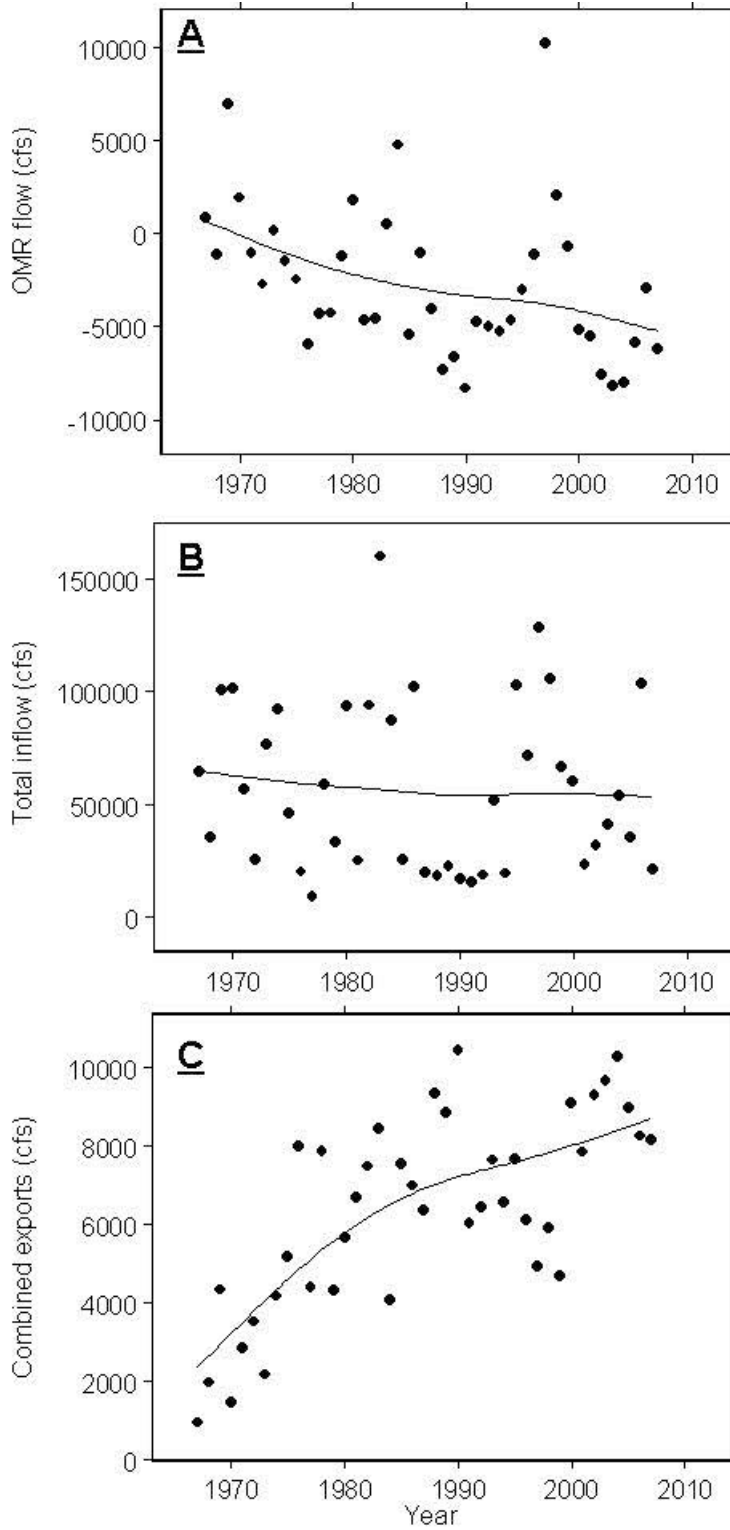 A
10000
5000
0
-5000
-10000
OMR flow (cfs)
1970 1980 1990 2000 2010
B
150000
100000
50000
0
Total inflow (cfs)
1970 1980 1990 2000 2010
C
10000
8000
6000
4000
2000
0
Combined exports (cfs)
1970 1980 1990 2000 2010
Year